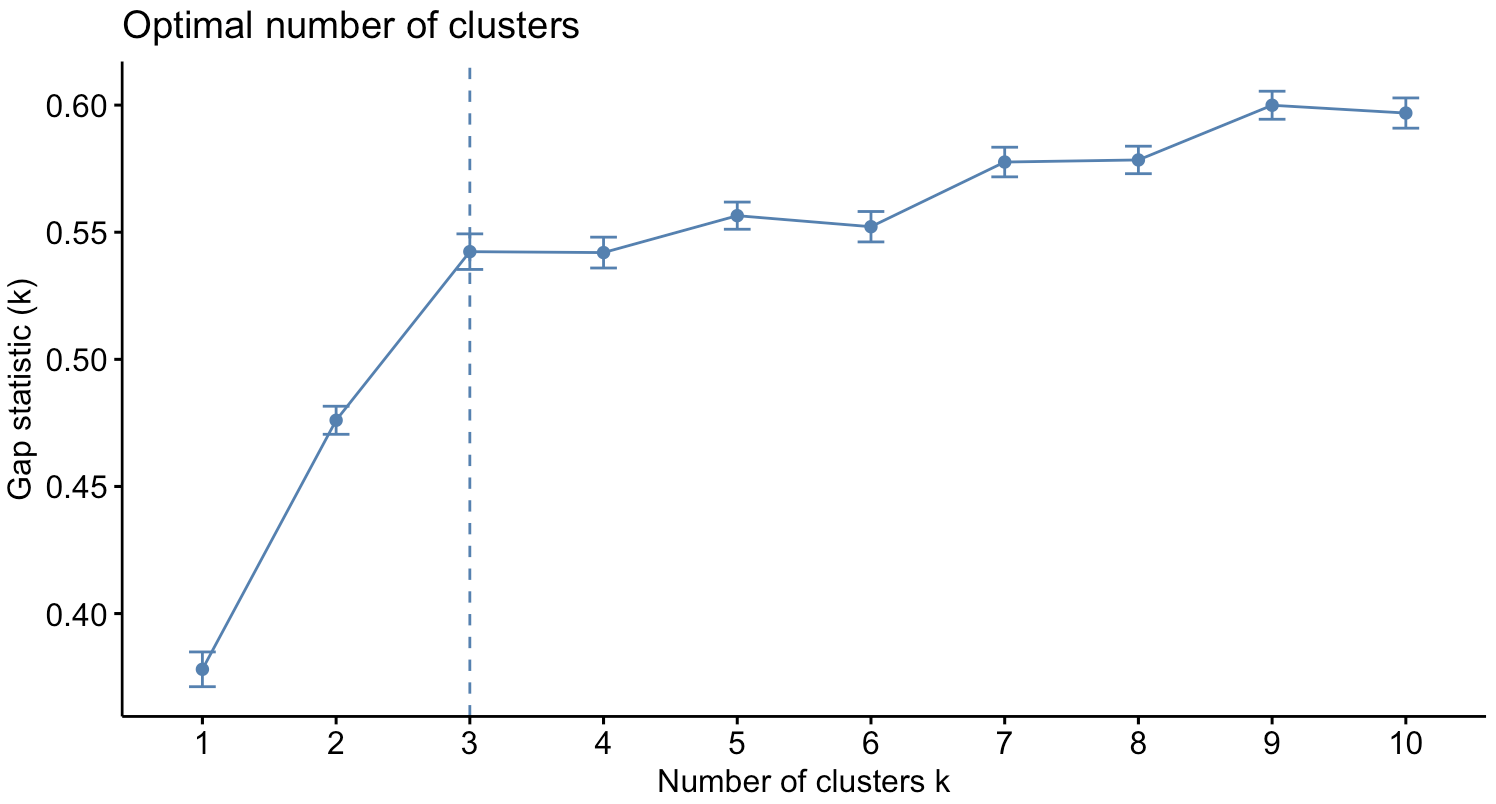 Optimal number of clusters
Gap statistic (k)
0.60
0.55
0.50
0.45
0.40
1 2 3 4 5 6 7 8 9 10
Number of clusters k